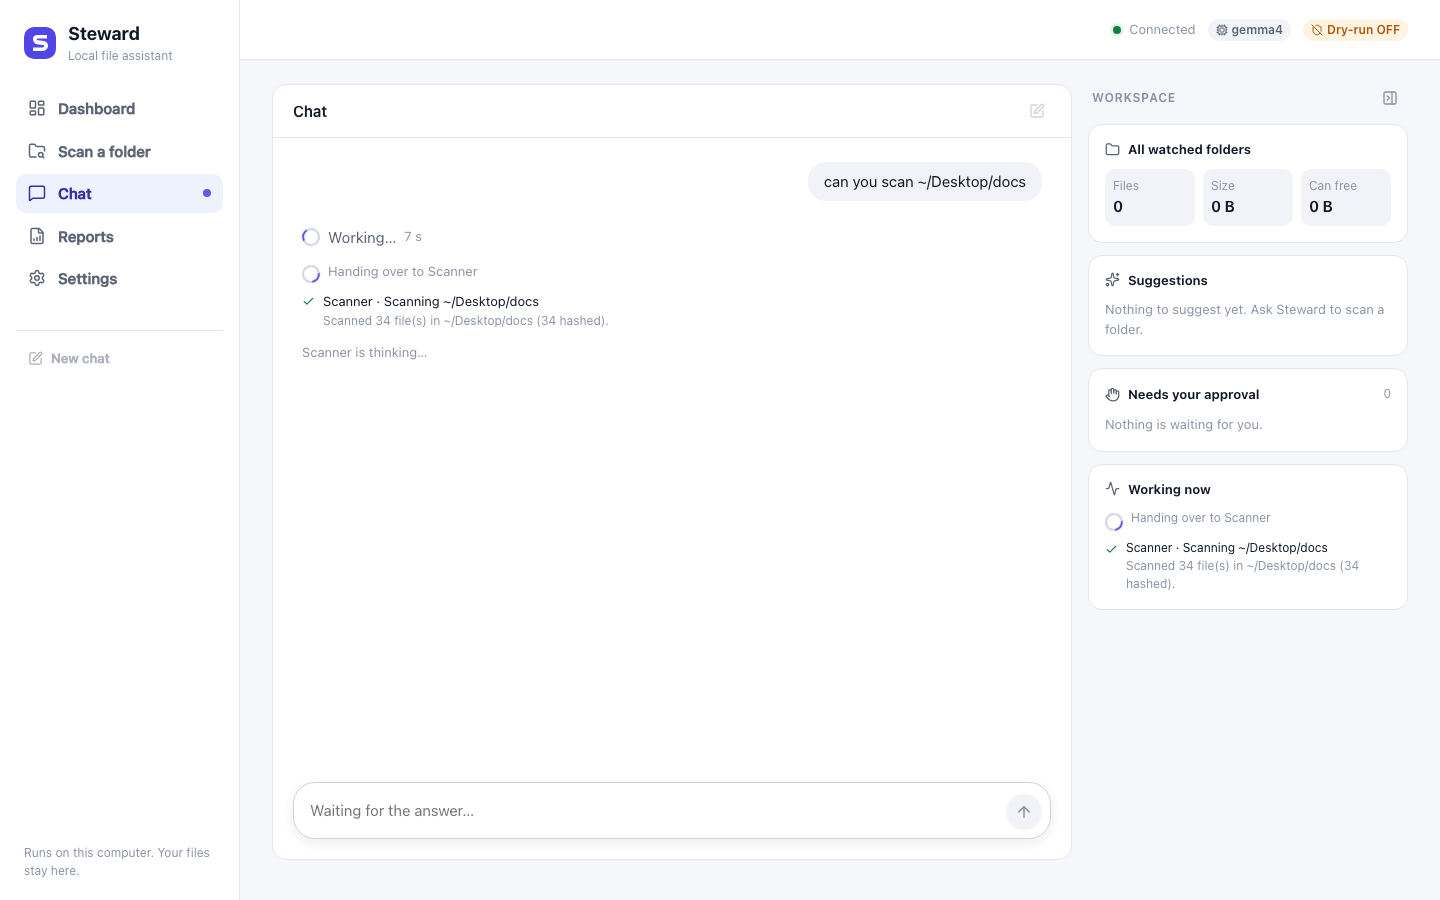 Steward
Local file assistant
Dashboard
Scan a folder
Chat
Reports
Settings
New chat
Runs on this computer. Your files
stay here.
Connected
gemma4
Dry-run OFF
Chat
can you scan ~/Desktop/docs
Working... 7 s
Handing over to Scanner
Scanner · Scanning ~/Desktop/docs
Scanned 34 file(s) in ~/Desktop/docs (34 hashed).
Scanner is thinking...
Waiting for the answer...
WORKSPACE
All watched folders
Files
0
Size
0 B
Can free
0 B
Suggestions
Nothing to suggest yet. Ask Steward to scan a
folder.
Needs your approval 0
Nothing is waiting for you.
Working now
Handing over to Scanner
Scanner · Scanning ~/Desktop/docs
Scanned 34 file(s) in ~/Desktop/docs (34
hashed).